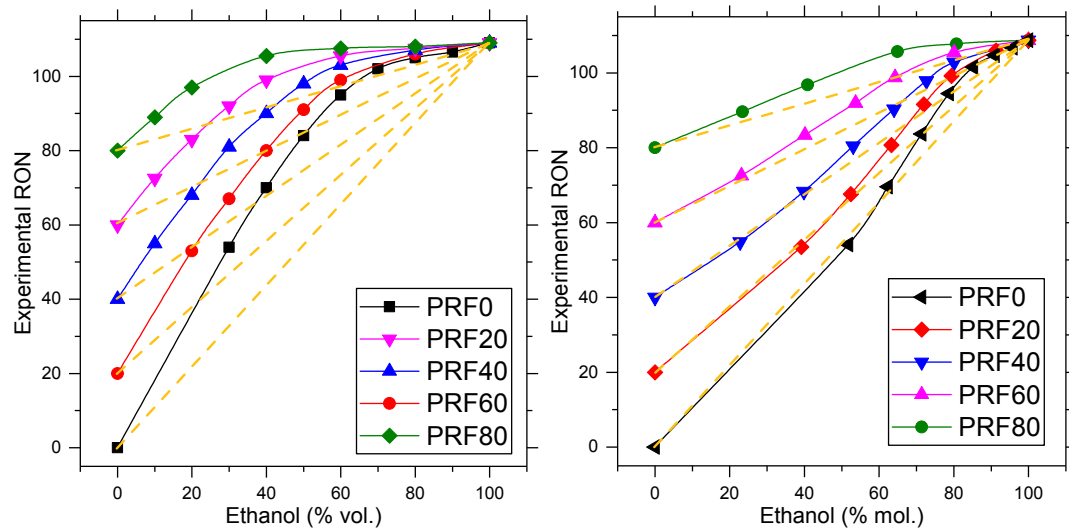 Experimental RON
100
80
60
40
20
0
0 20 40 60 80 100
Ethanol (% vol.)
PRF0
PRF20
PRF40
PRF60
PRF80
Experimental RON
100
80
60
40
20
0
0 20 40 60 80 100
Ethanol (% mol.)
PRF0
PRF20
PRF40
PRF60
PRF80